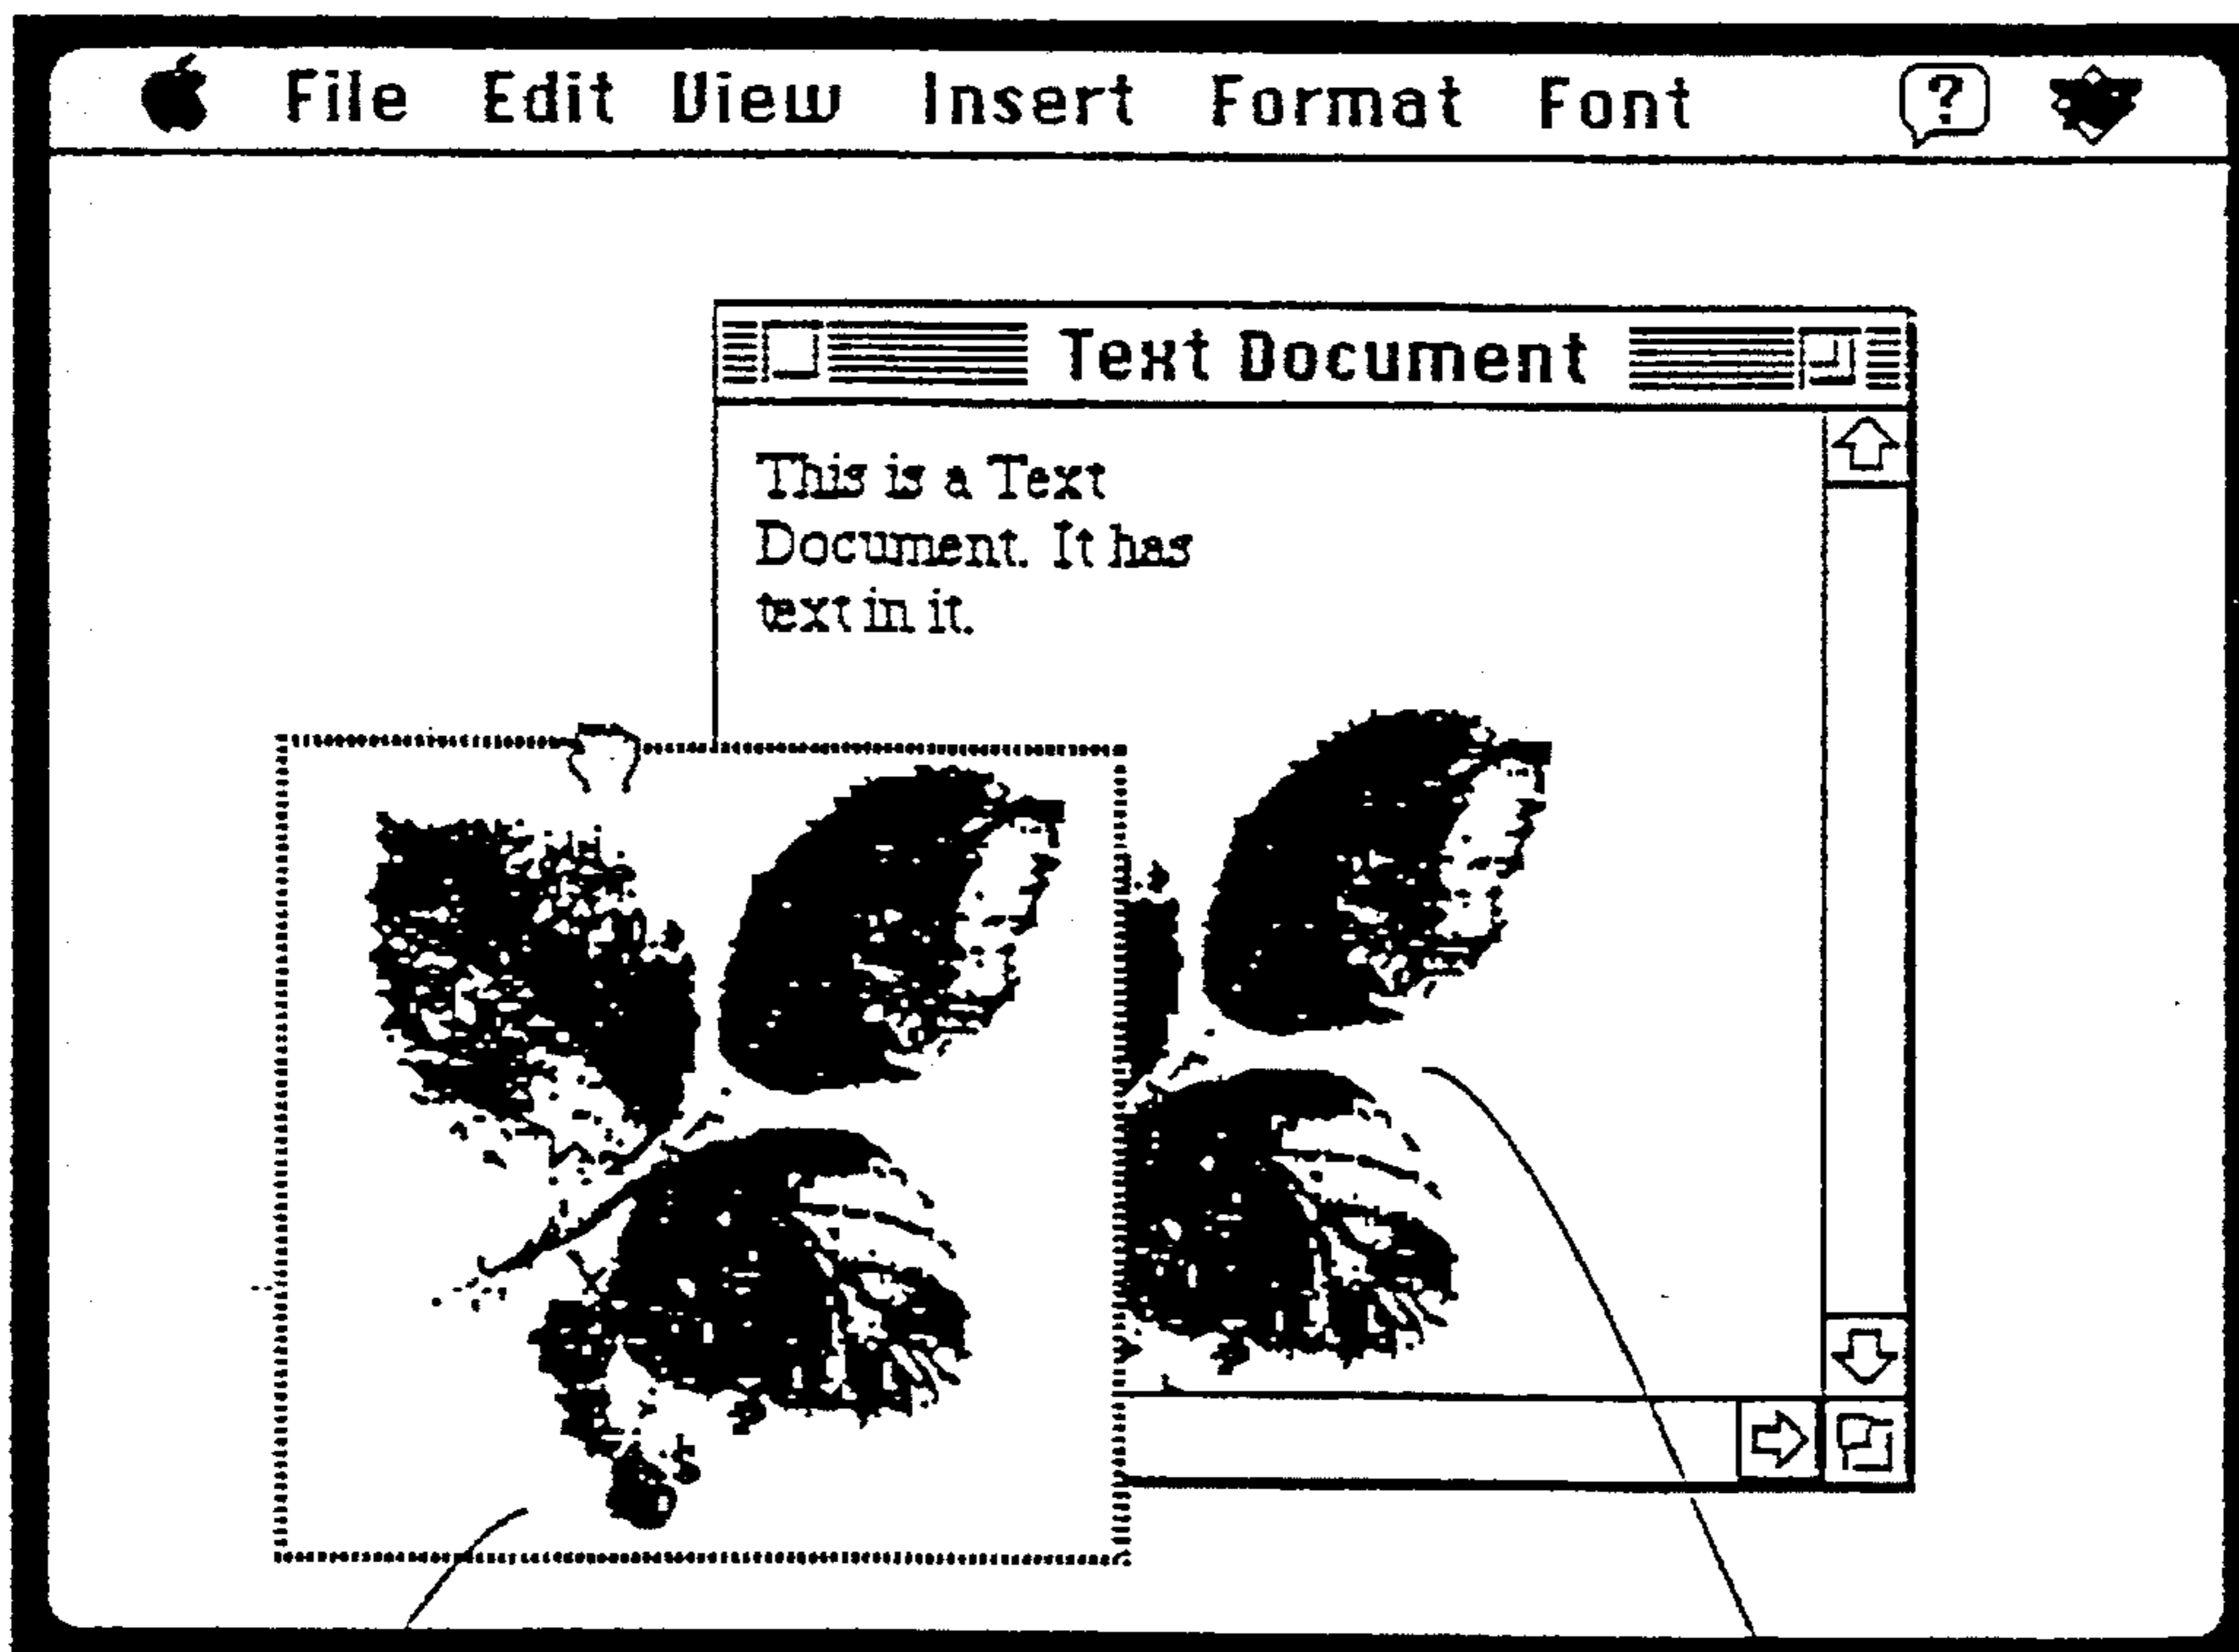 File Edit View Insert Format Font ?
Text Document
This is a Text
Document. It has
text in it.